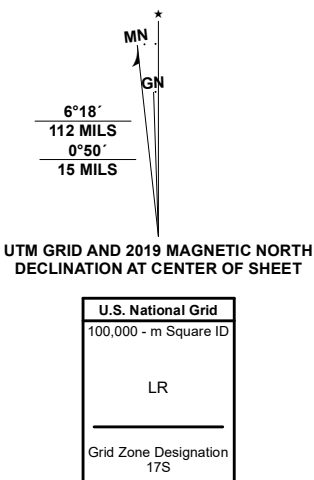 ★
MN
GN
6°18´
112 MILS
0°50´
15 MILS
UTM GRID AND 2019 MAGNETIC NORTH
DECLINATION AT CENTER OF SHEET
U.S. National Grid
100,000 - m Square ID
LR
Grid Zone Designation
17S